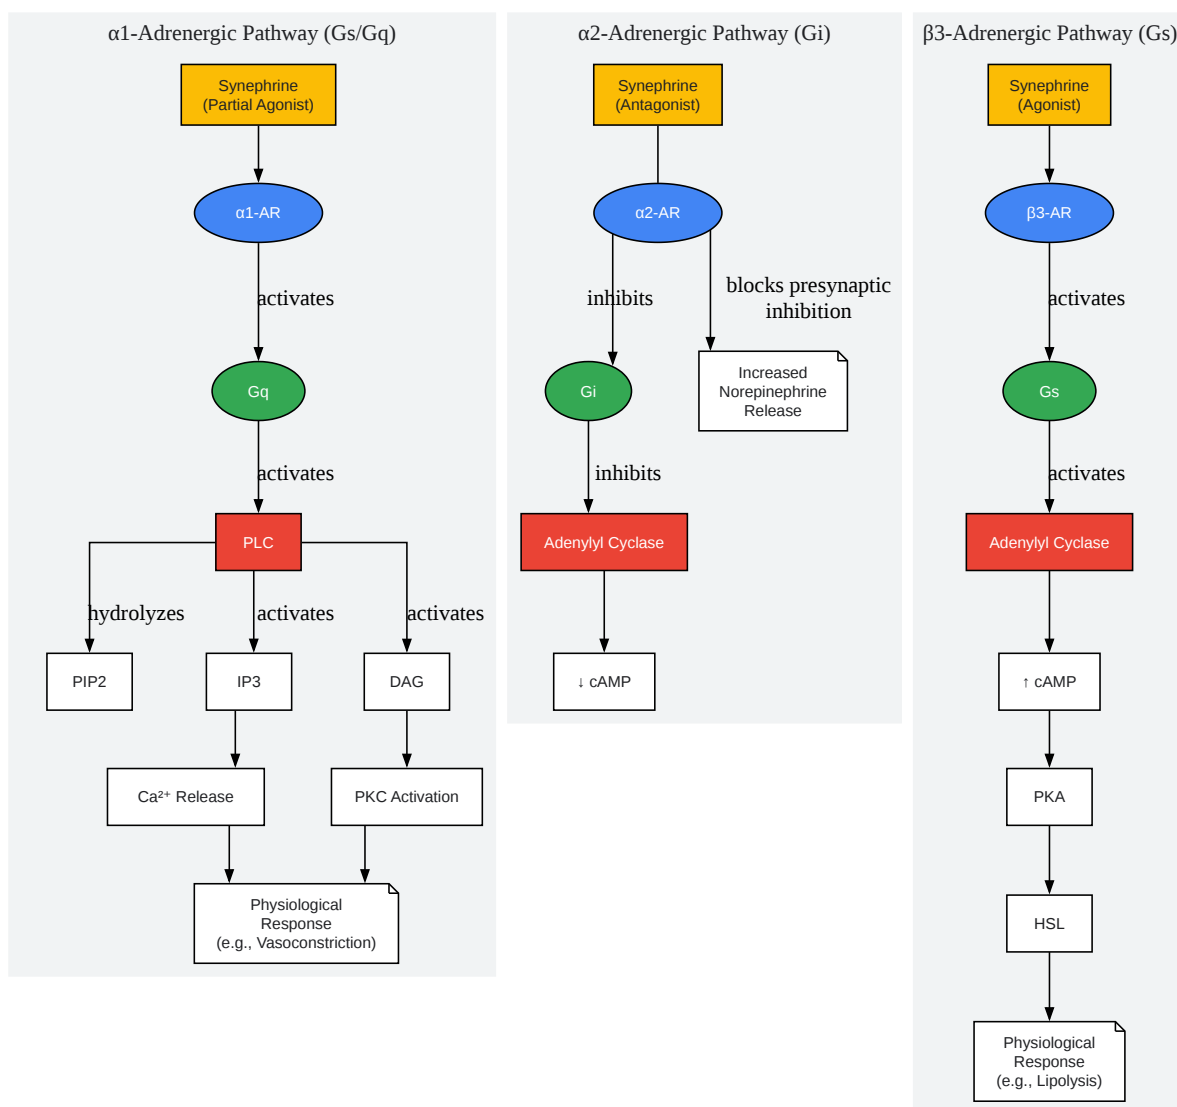 α1-Adrenergic Pathway (Gs/Gq)
Synephrine
(Partial Agonist)
α1-AR
activates
Gq
activates
PLC
hydrolyzes
activates
activates
PIP2
IP3
DAG
Ca²⁺ Release
PKC Activation
Physiological
Response
(e.g., Vasoconstriction)
α2-Adrenergic Pathway (Gi)
Synephrine
(Antagonist)
α2-AR
inhibits
blocks presynaptic
inhibition
Gi
Increased
Norepinephrine
Release
inhibits
Adenylyl Cyclase
↓ cAMP
β3-Adrenergic Pathway (Gs)
Synephrine
(Agonist)
β3-AR
activates
Gs
activates
Adenylyl Cyclase
↑ cAMP
PKA
HSL
Physiological
Response
(e.g., Lipolysis)